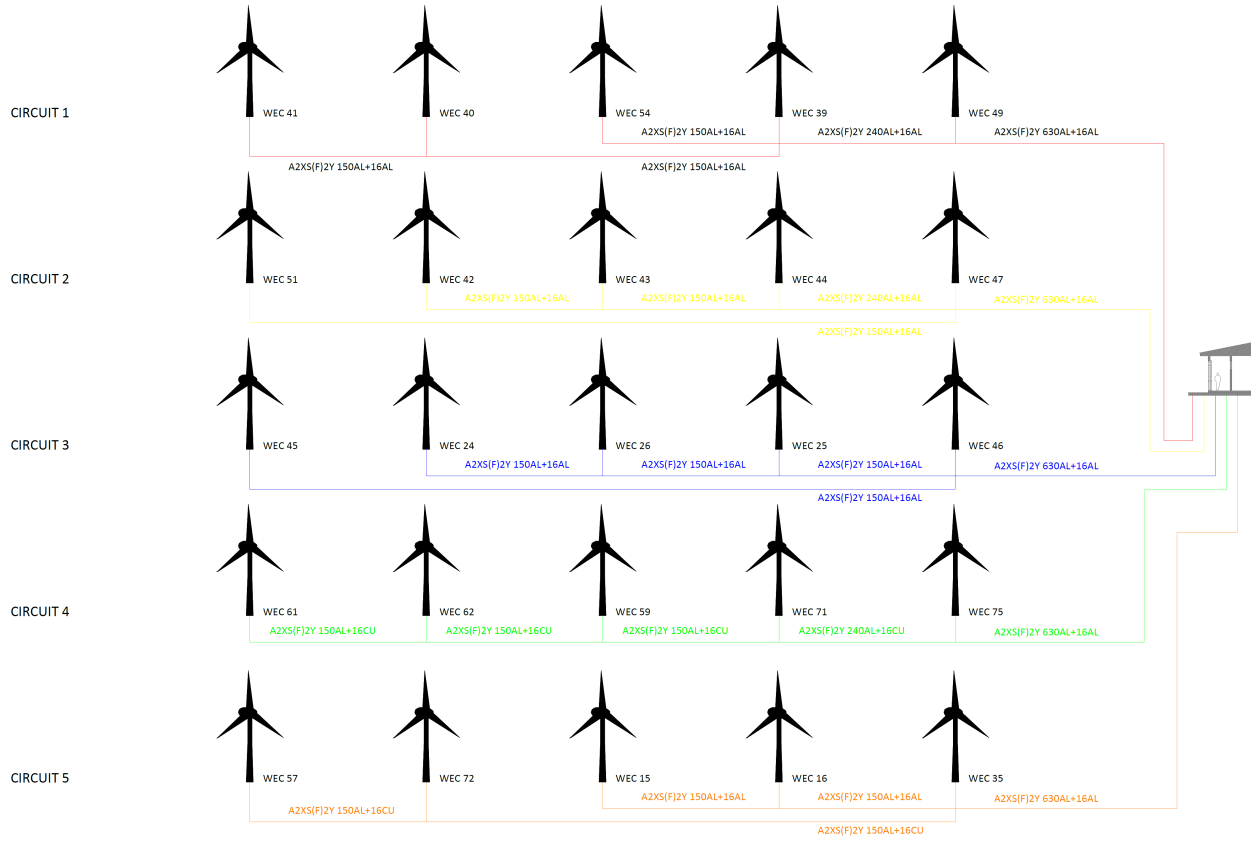 WEC 41
WEC 40
WEC 54
WEC 39
WEC 49
CIRCUIT 1
A2XS(F)2Y 150AL+16AL
A2XS(F)2Y 240AL+16AL
A2XS(F)2Y 630AL+16AL
A2XS(F)2Y 150AL+16AL
A2XS(F)2Y 150AL+16AL
WEC 51
WEC 42
WEC 43
WEC 44
WEC 47
CIRCUIT 2
A2XS(F)2Y 150AL+16AL
A2XS(F)2Y 150AL+16AL
A2XS(F)2Y 240AL+16AL
A2XS(F)2Y 630AL+16AL
A2XS(F)2Y 150AL+16AL
WEC 45
WEC 24
WEC 26
WEC 25
WEC 46
CIRCUIT 3
A2XS(F)2Y 150AL+16AL
A2XS(F)2Y 150AL+16AL
A2XS(F)2Y 150AL+16AL
A2XS(F)2Y 630AL+16AL
A2XS(F)2Y 150AL+16AL
WEC 61
WEC 62
WEC 59
WEC 71
WEC 75
CIRCUIT 4
A2XS(F)2Y 150AL+16CU
A2XS(F)2Y 150AL+16CU
A2XS(F)2Y 150AL+16CU
A2XS(F)2Y 240AL+16CU
A2XS(F)2Y 630AL+16AL
WEC 57
WEC 72
WEC 15
WEC 16
WEC 35
CIRCUIT 5
A2XS(F)2Y 150AL+16AL
A2XS(F)2Y 150AL+16AL
A2XS(F)2Y 630AL+16AL
A2XS(F)2Y 150AL+16CU
A2XS(F)2Y 150AL+16CU